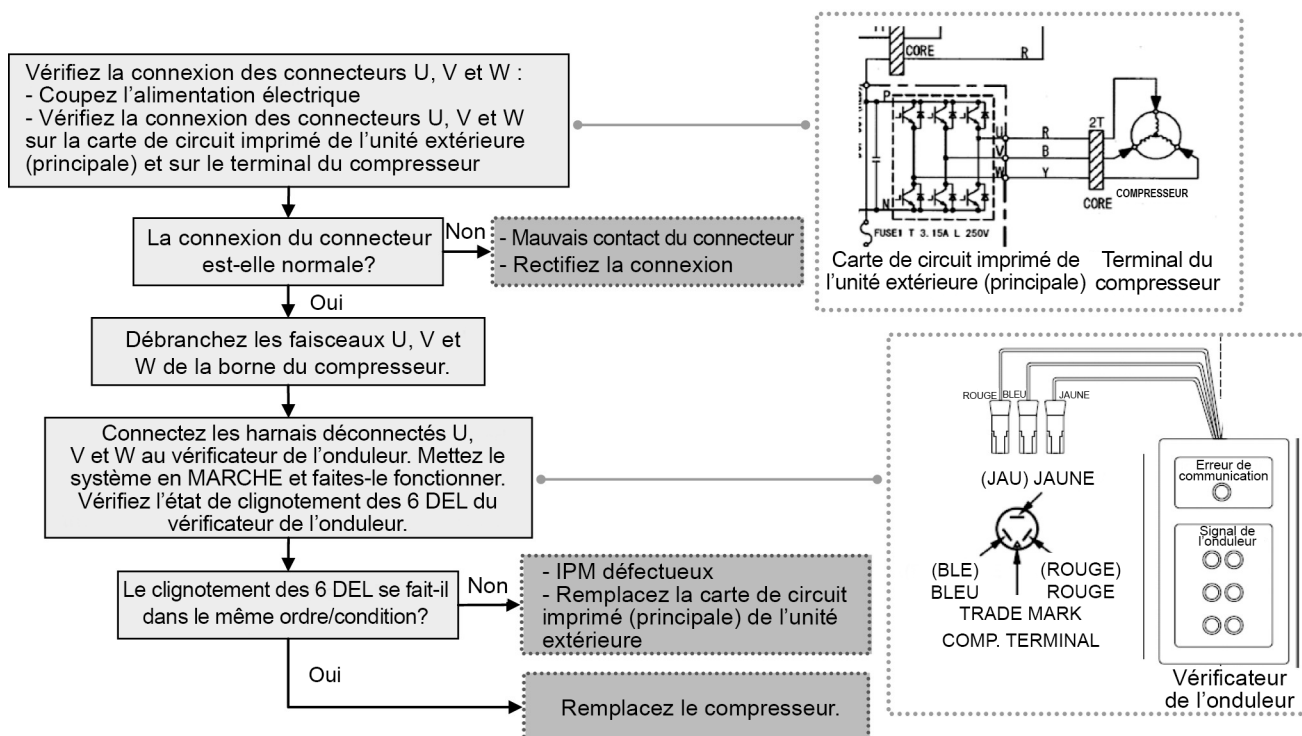 Vérifiez la connexion des connecteurs U, V et W :
- Coupez l’alimentation électrique
- Vérifiez la connexion des connecteurs U, V et W
sur la carte de circuit imprimé de l’unité extérieure
(principale) et sur le terminal du compresseur
La connexion du connecteur
est-elle normale?
Non
- Mauvais contact du connecteur
- Rectifiez la connexion
Oui
Débranchez les faisceaux U, V et
W de la borne du compresseur.
Connectez les harnais déconnectés U,
V et W au vérificateur de l’onduleur. Mettez le
système en MARCHE et faites-le fonctionner.
Vérifiez l’état de clignotement des 6 DEL du
vérificateur de l’onduleur.
Le clignotement des 6 DEL se fait-il
dans le même ordre/condition?
Non
- IPM défectueux
- Remplacez la carte de circuit
imprimé (principale) de l’unité
extérieure
Oui
Remplacez le compresseur.
CORE
R
P
U
R
2T
V
B
W
Y
N
CORE
COMPRESSEUR
FUSE1 T 3.15A L 250V
Carte de circuit imprimé de
l’unité extérieure (principale)
Terminal du
compresseur
ROUGE
BLEU
JAUNE
(JAU) JAUNE
(BLE)
BLEU
(ROUGE)
ROUGE
TRADE MARK
COMP. TERMINAL
Erreur de
communication
Signal de
l’onduleur
Vérificateur
de l’onduleur